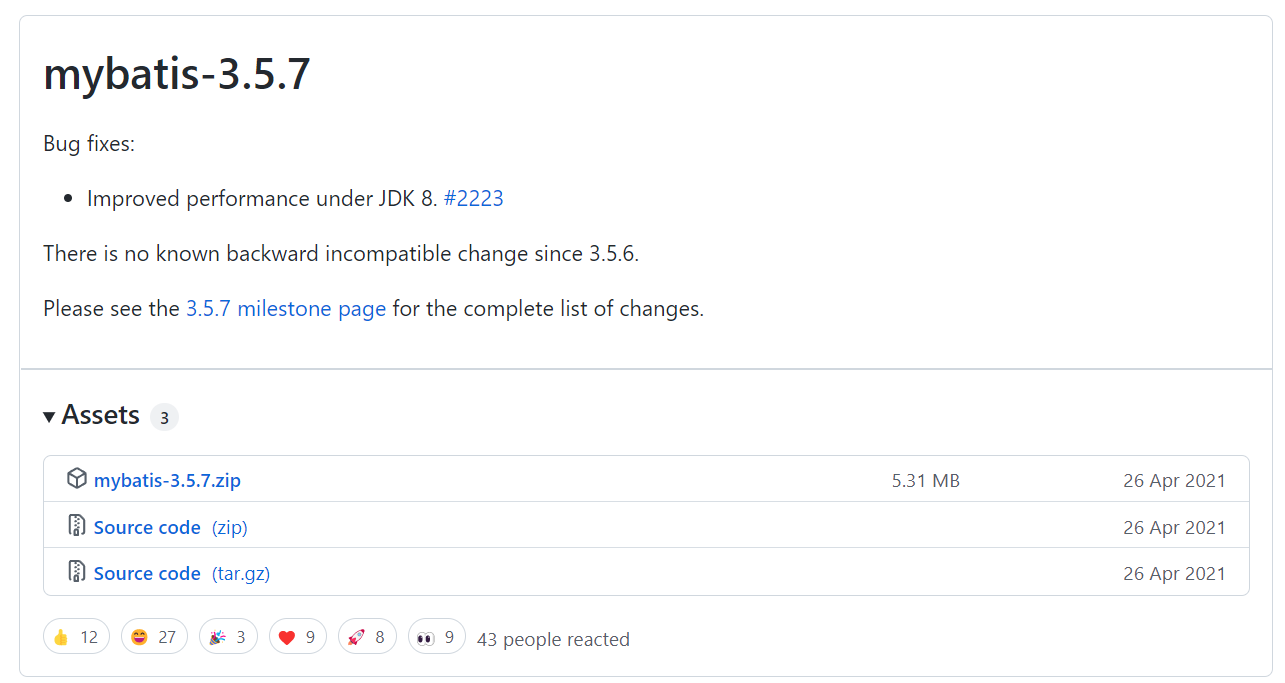 mybatis-3.5.7
Bug fixes:
• Improved performance under JDK 8. #2223
There is no known backward incompatible change since 3.5.6.
Please see the 3.5.7 milestone page for the complete list of changes.
Assets 3
mybatis-3.5.7.zip 5.31 MB 26 Apr 2021
Source code (zip) 26 Apr 2021
Source code (tar.gz) 26 Apr 2021
👍 12 😄 27 🎉 3 ❤️ 9 🚀 8 👀 9 43 people reacted